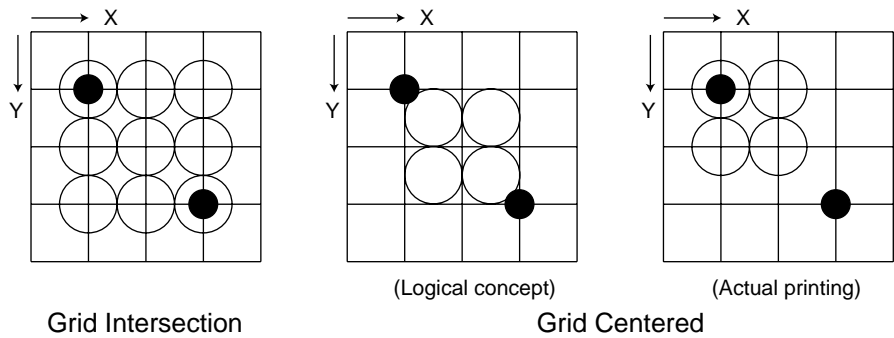 X
Y
X
Y
X
Y
(Logical concept)
(Actual printing)
Grid Intersection
Grid Centered